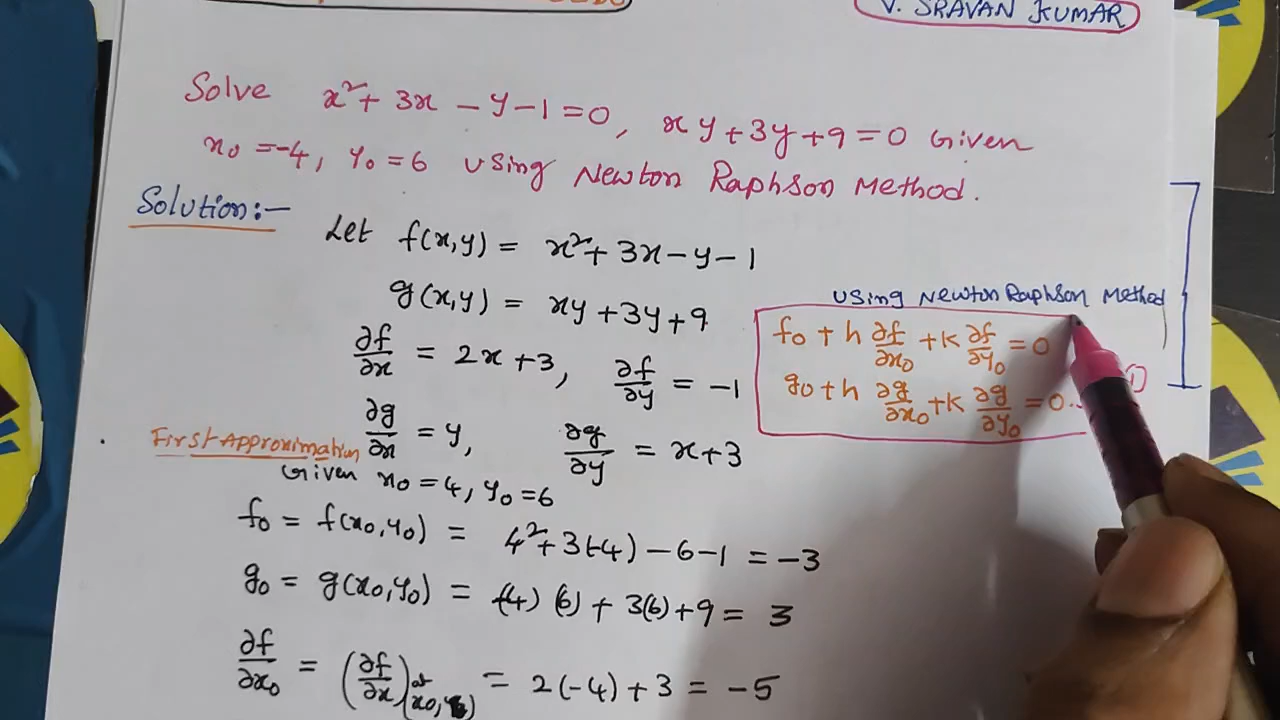 V. SRAVAN KUMAR
Solve x²+ 3x - y - 1 = 0, xy + 3y + 9 = 0 Given
x₀ = -4, y₀ = 6 using Newton Raphson Method.
Solution:-
Let f(x,y) = x²+ 3x - y - 1
g(x,y) = xy + 3y + 9
∂f/∂x = 2x + 3, ∂f/∂y = -1
∂g/∂x = y, ∂g/∂y = x + 3
using Newton Raphson Method
f₀ + h ∂f/∂x₀ + k ∂f/∂y₀ = 0
g₀ + h ∂g/∂x₀ + k ∂g/∂y₀ = 0
First Approximation
Given x₀ = 4, y₀ = 6
f₀ = f(x₀,y₀) = 4² + 3(-4) - 6 - 1 = -3
g₀ = g(x₀,y₀) = (-4) (6) + 3(6) + 9 = 3
∂f/∂x₀ = (∂f/∂x) at (x₀,y₀) = 2(-4) + 3 = -5